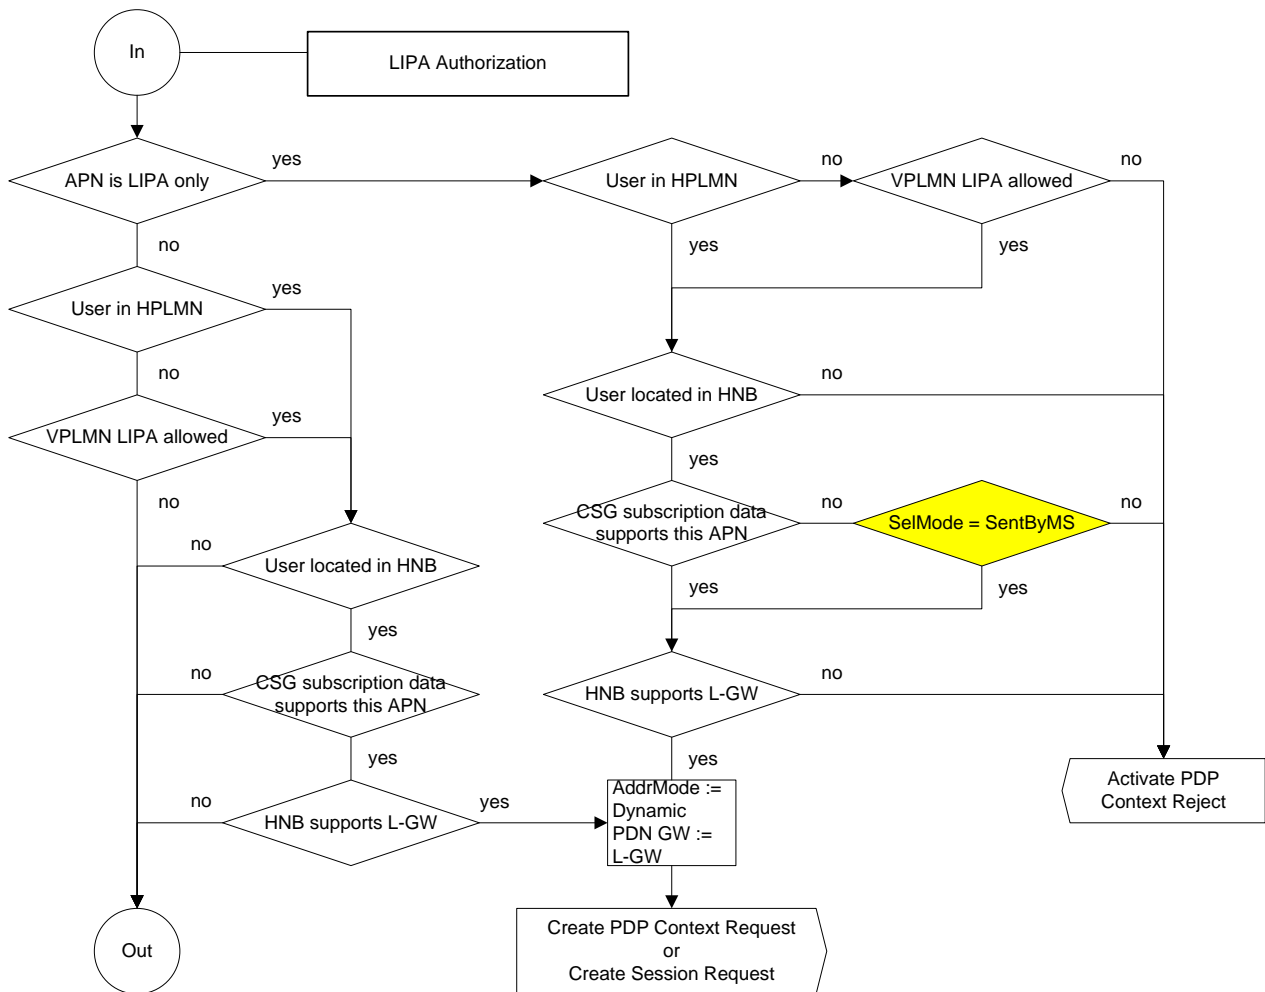 In
LIPA Authorization
APN is LIPA only
yes
User in HPLMN
no
VPLMN LIPA allowed
no
no
yes
yes
User in HPLMN
yes
no
User located in HNB
no
VPLMN LIPA allowed
yes
yes
no
CSG subscription data
supports this APN
no
SelMode = SentByMS
no
no
User located in HNB
yes
yes
yes
no
CSG subscription data
supports this APN
HNB supports L-GW
no
yes
yes
no
HNB supports L-GW
yes
AddrMode :=
Dynamic
PDN GW :=
L-GW
Activate PDP
Context Reject
Out
Create PDP Context Request
or
Create Session Request